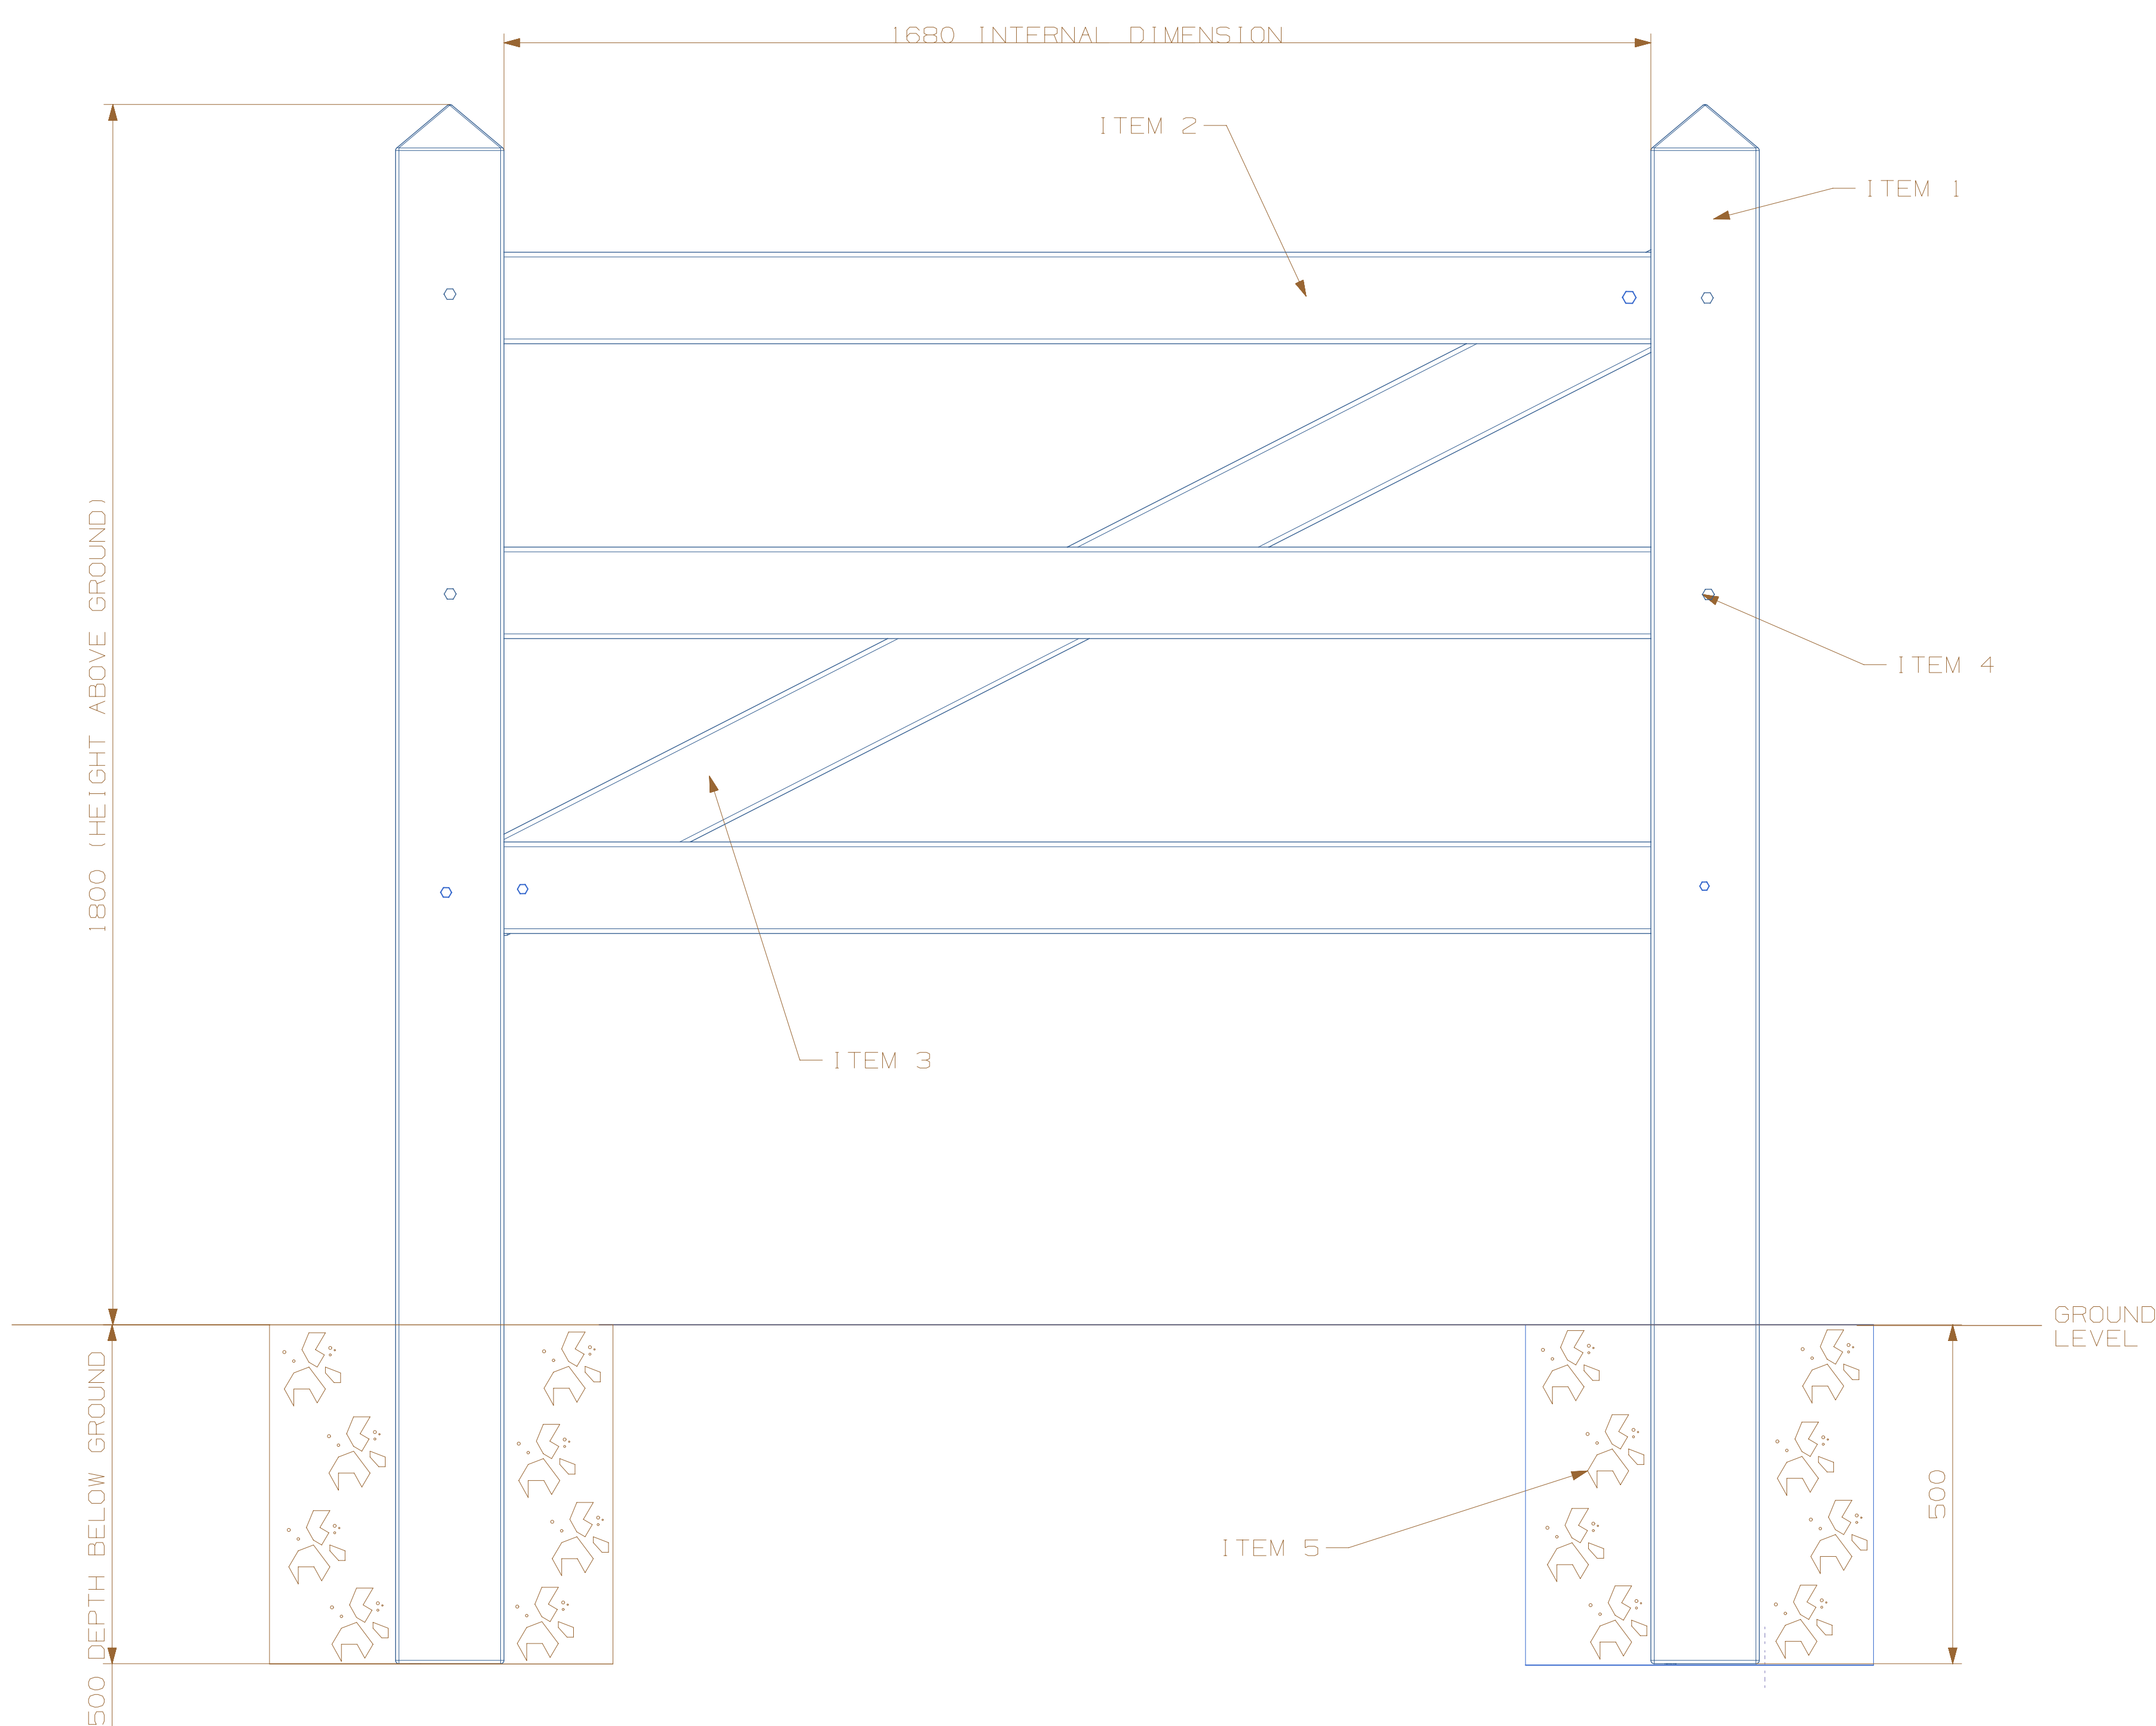 1680 INTERNAL DIMENSION
ITEM 2
ITEM 1
1800 (HEIGHT ABOVE GROUND)
ITEM 4
ITEM 3
GROUND
LEVEL
500 DEPTH BELOW GROUND
500
ITEM 5